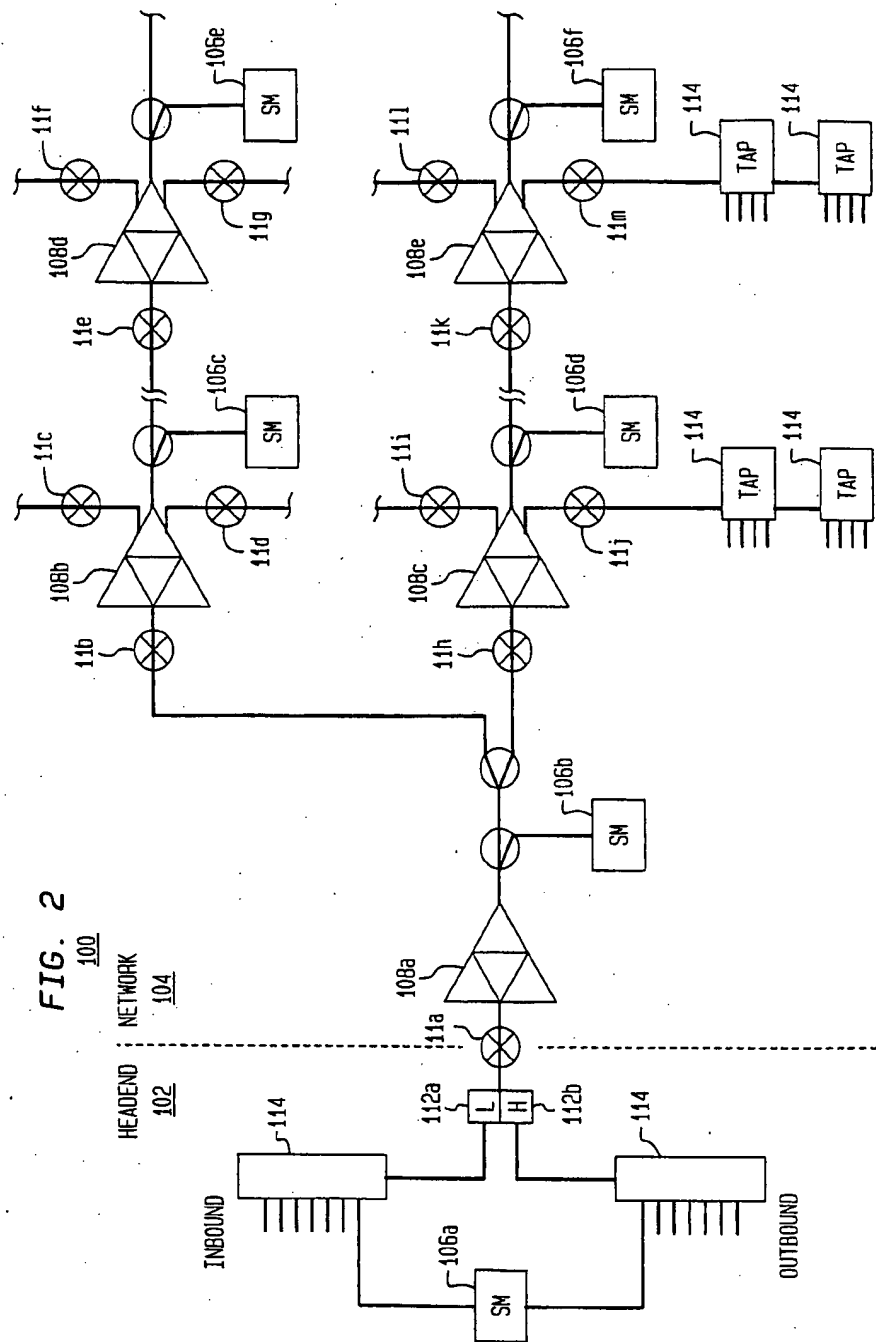 FIG. 2
100
HEADEND
102
NETWORK
104
INBOUND
114
106a
SM
OUTBOUND
114
112a
L
H
112b
11a
108a
106b
SM
11b
108b
11c
11d
106c
SM
11e
108d
11f
11g
106e
SM
11h
108c
11i
11j
106d
SM
114
TAP
114
TAP
11k
108e
11l
11m
106f
SM
114
TAP
114
TAP